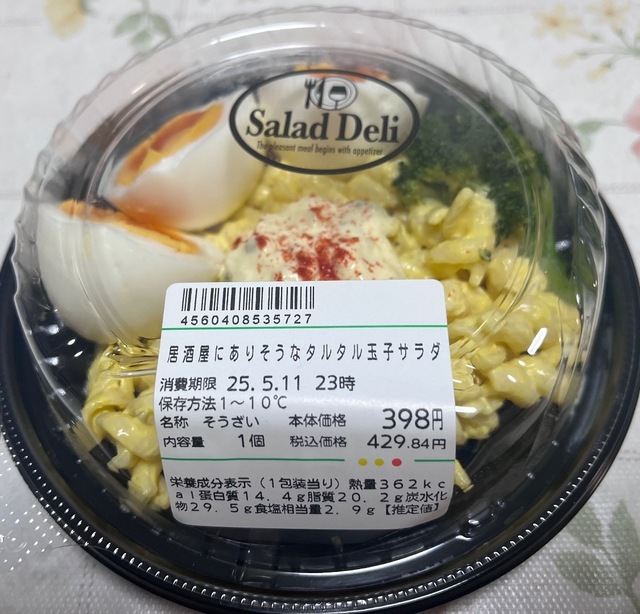 Salad Deli
The pleasant meal begins with appetizer
4560408535727
居酒屋にありそうなタルタル玉子サラダ
消費期限 25. 5.11 23時
保存方法1～10℃
名称 そうざい 本体価格 398円
内容量 1個 税込価格 429.84円
栄養成分表示（1包装当り）熱量362kc
al蛋白質14.4g脂質20.2g炭水化
物29.5g食塩相当量2.9g【推定値】